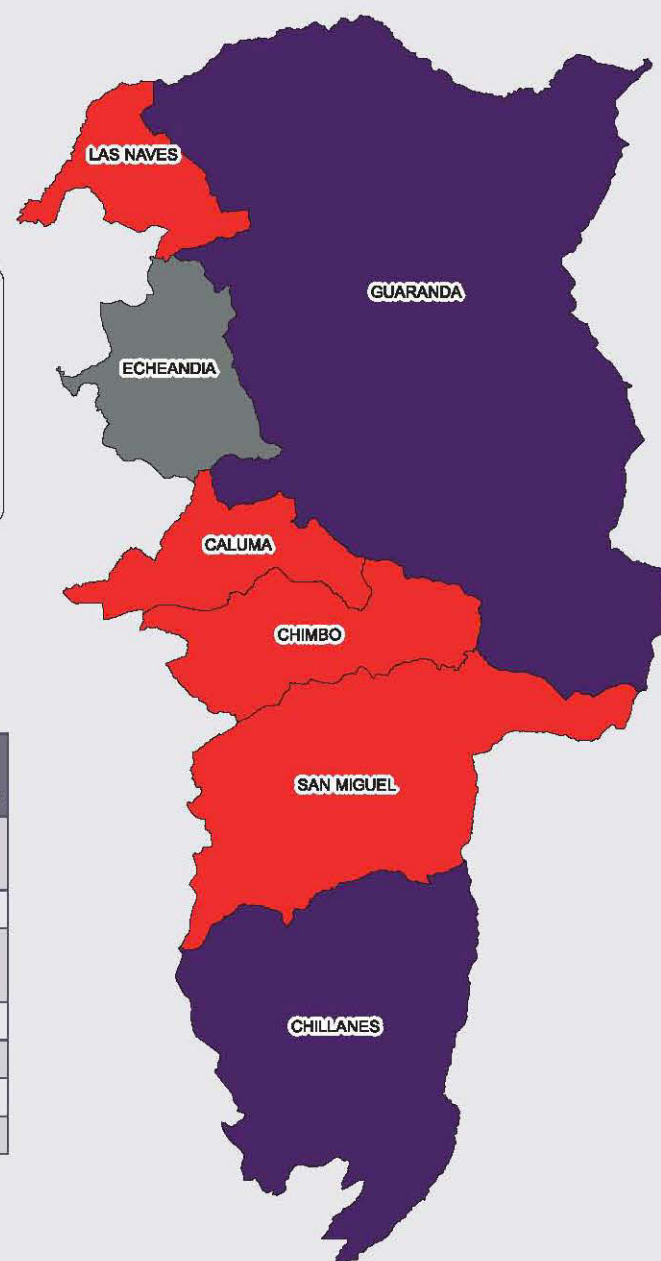 LAS NAVES
GUARANDA
ECHEANDIA
CALUMA
CHIMBO
SAN MIGUEL
CHILLANES